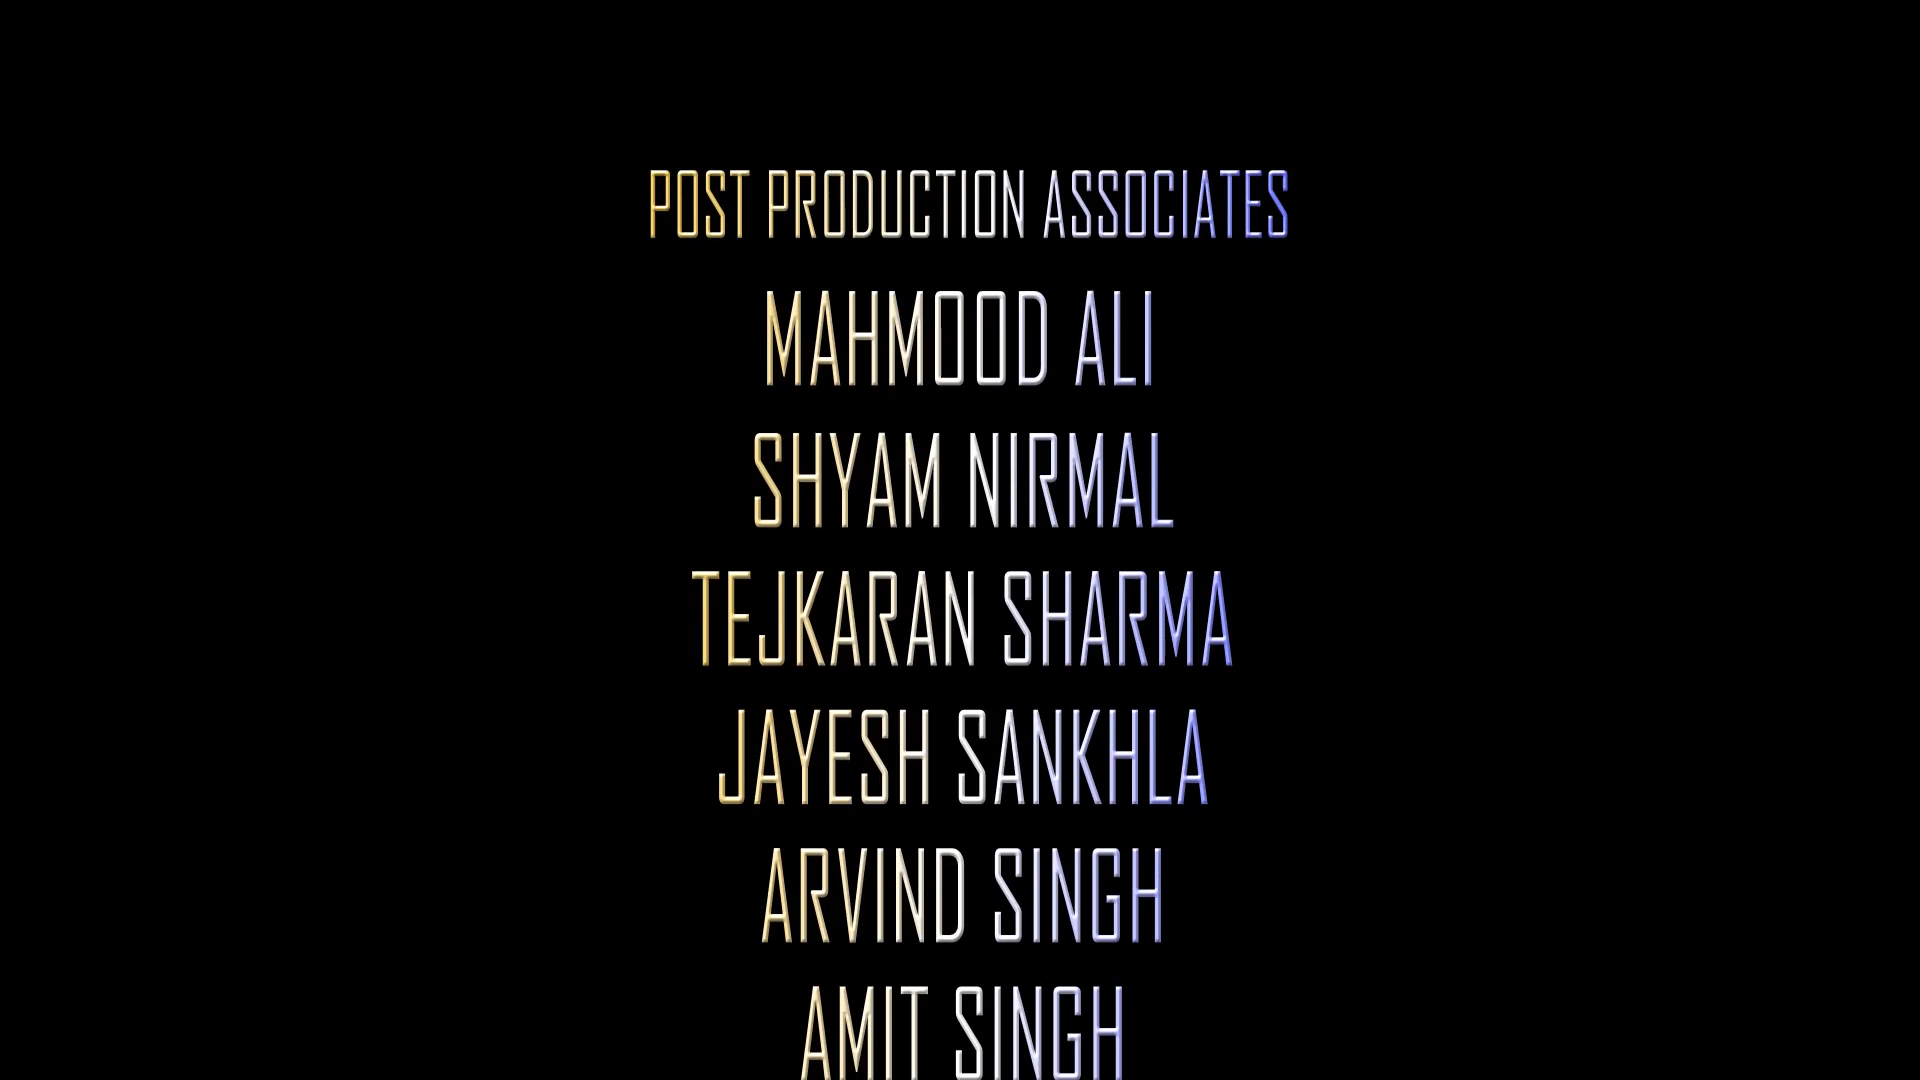 POST PRODUCTION ASSOCIATES
MAHMOOD ALI
SHYAM NIRMAL
TEJKARAN SHARMA
JAYESH SANKHLA
ARVIND SINGH
AMIT SINGH